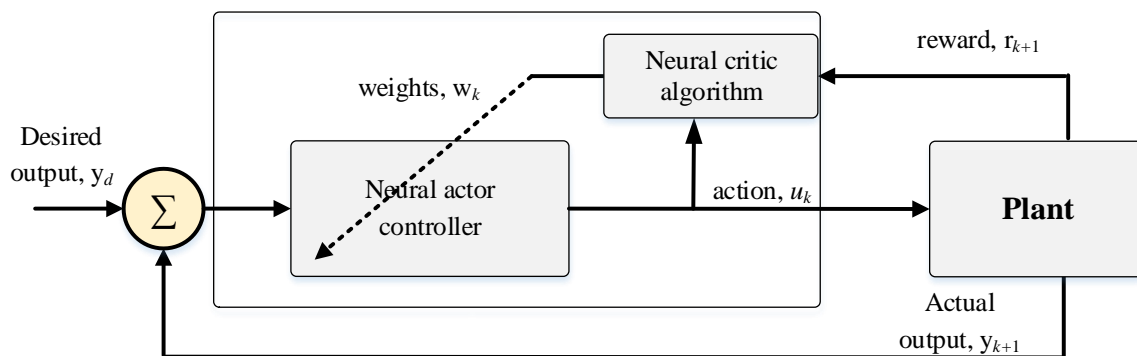 reward, r_{k+1}
Neural critic
algorithm
weights, w_k
Desired
output, y_d
Σ
Neural actor
controller
action, u_k
Plant
Actual
output, y_{k+1}